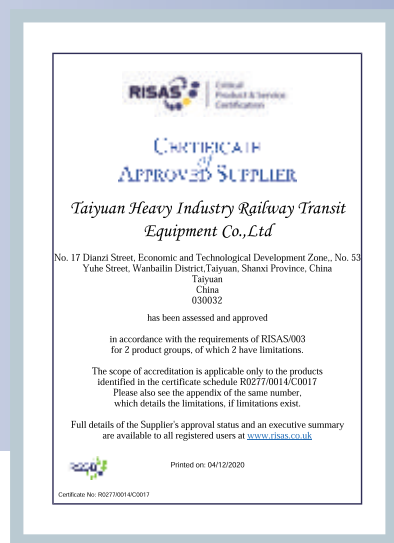 RISAS
Critical
Product & Service
Certification
CERTIFICATE
of
APPROVED SUPPLIER
Taiyuan Heavy Industry Railway Transit
Equipment Co.,Ltd
No. 17 Dianzi Street, Economic and Technological Development Zone,, No. 53
Yuhe Street, Wanbailin District,Taiyuan, Shanxi Province, China
Taiyuan
China
030032
has been assessed and approved
in accordance with the requirements of RISAS/003
for 2 product groups, of which 2 have limitations.
The scope of accreditation is applicable only to the products
identified in the certificate schedule R0277/0014/C0017
Please also see the appendix of the same number,
which details the limitations, if limitations exist.
Full details of the Supplier's approval status and an executive summary
are available to all registered users at www.risas.co.uk
Printed on: 04/12/2020
Certificate No: R0277/0014/C0017